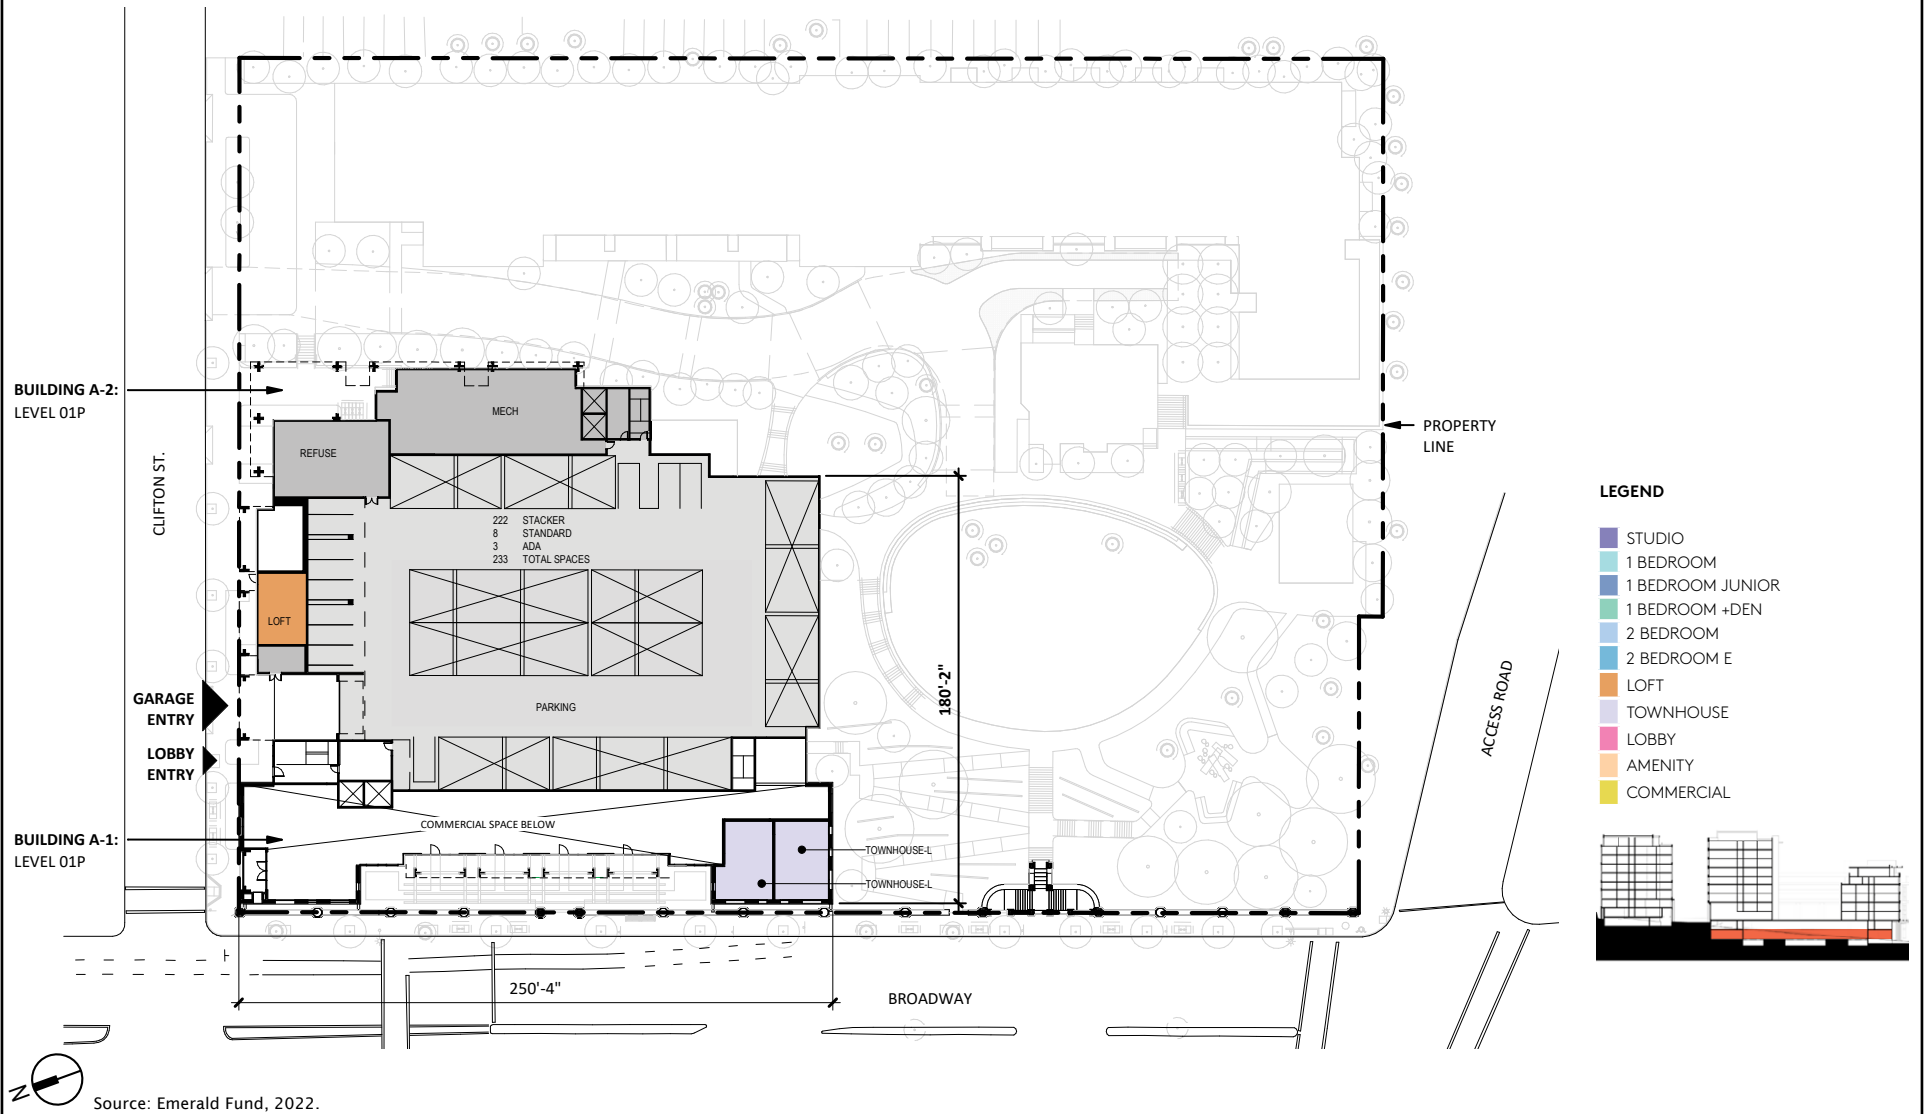 BUILDING A-2:
LEVEL 01P
CLIFTON ST.
GARAGE
ENTRY
LOBBY
ENTRY
BUILDING A-1:
LEVEL 01P
MECH
REFUSE
222 STACKER
8 STANDARD
3 ADA
233 TOTAL SPACES
LOFT
PARKING
COMMERCIAL SPACE BELOW
TOWNHOUSE-L
TOWNHOUSE-L
180'-2"
250'-4"
BROADWAY
PROPERTY
LINE
ACCESS ROAD
LEGEND
STUDIO
1 BEDROOM
1 BEDROOM JUNIOR
1 BEDROOM +DEN
2 BEDROOM
2 BEDROOM E
LOFT
TOWNHOUSE
LOBBY
AMENITY
COMMERCIAL
N
Source: Emerald Fund, 2022.